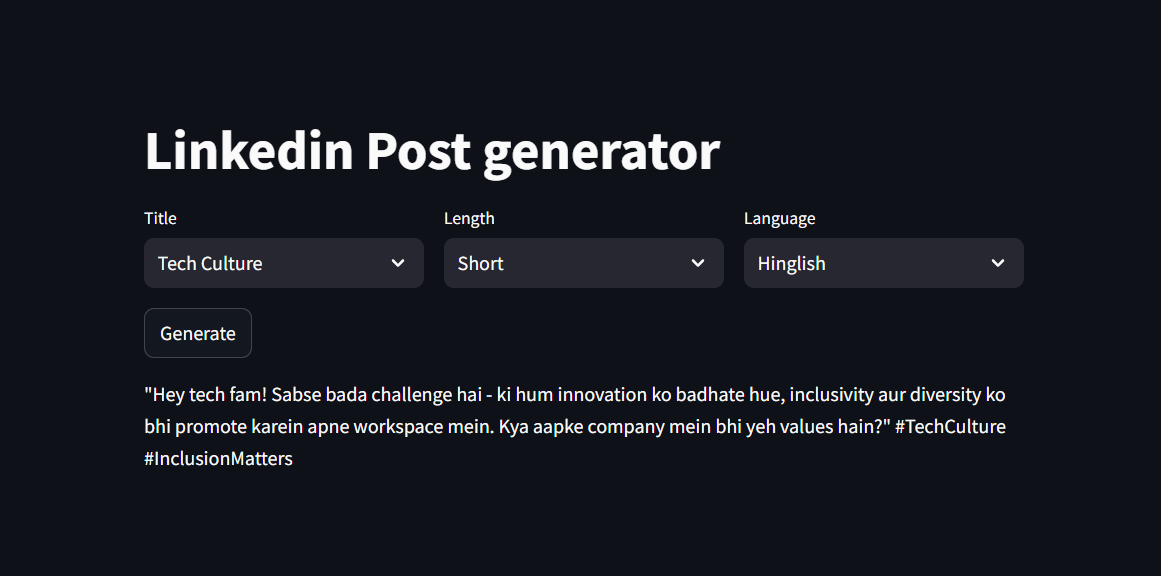 Linkedin Post generator
Title
Length
Language
Tech Culture
Short
Hinglish
Generate
"Hey tech fam! Sabse bada challenge hai - ki hum innovation ko badhate hue, inclusivity aur diversity ko
bhi promote karein apne workspace mein. Kya aapke company mein bhi yeh values hain?" #TechCulture
#InclusionMatters